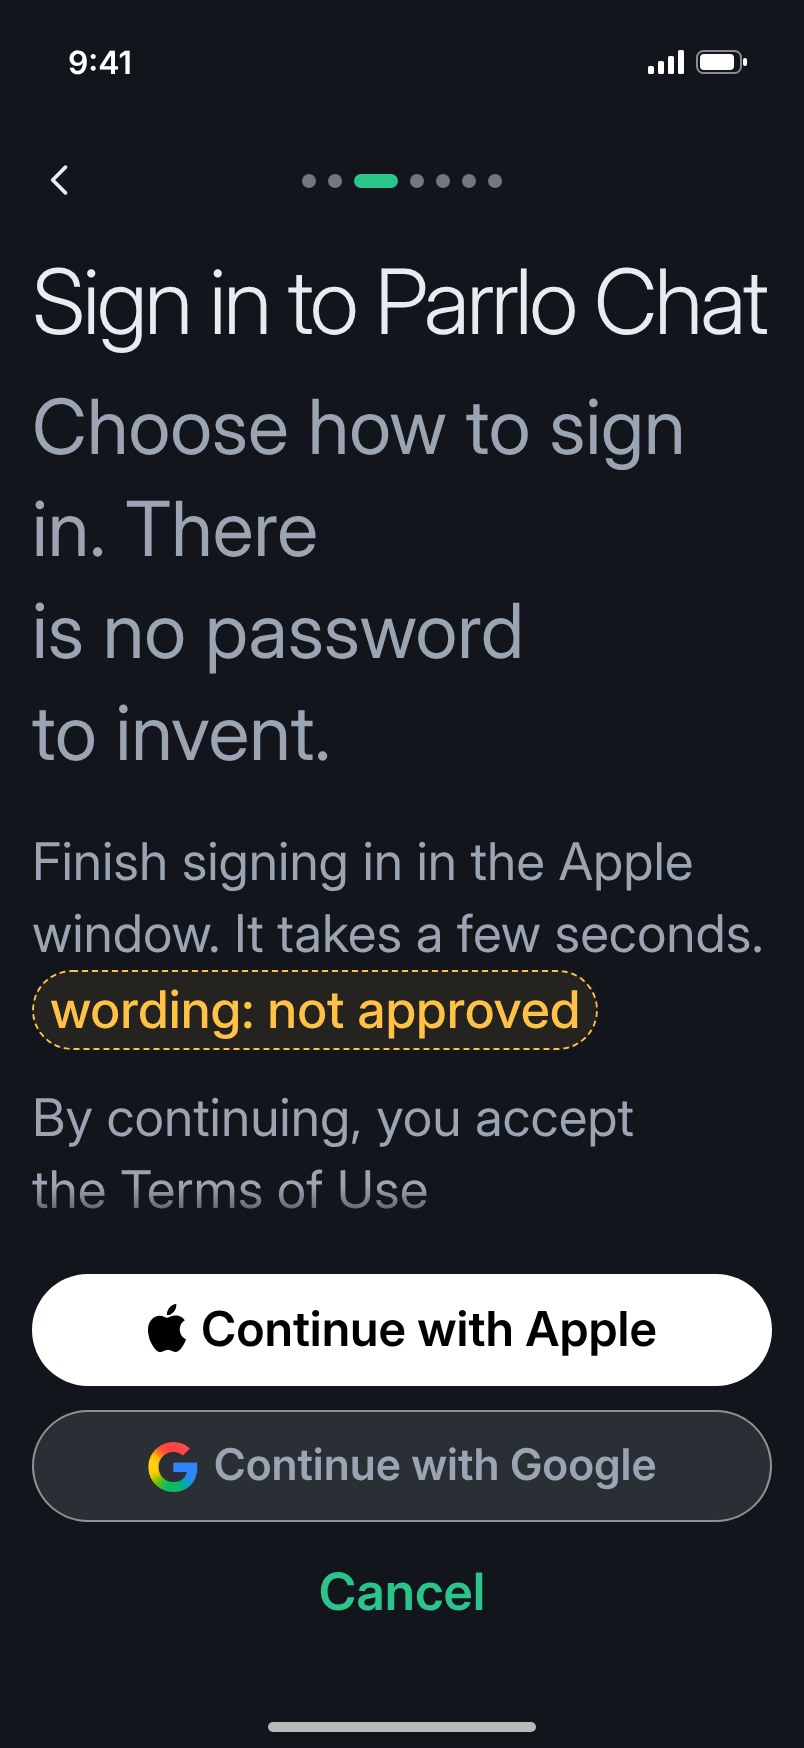 9:41
Sign in to Parrlo Chat
Choose how to sign
in. There
is no password
to invent.
Finish signing in in the Apple
window. It takes a few seconds.
wording: not approved
By continuing, you accept
the Terms of Use
Continue with Apple
Continue with Google
Cancel